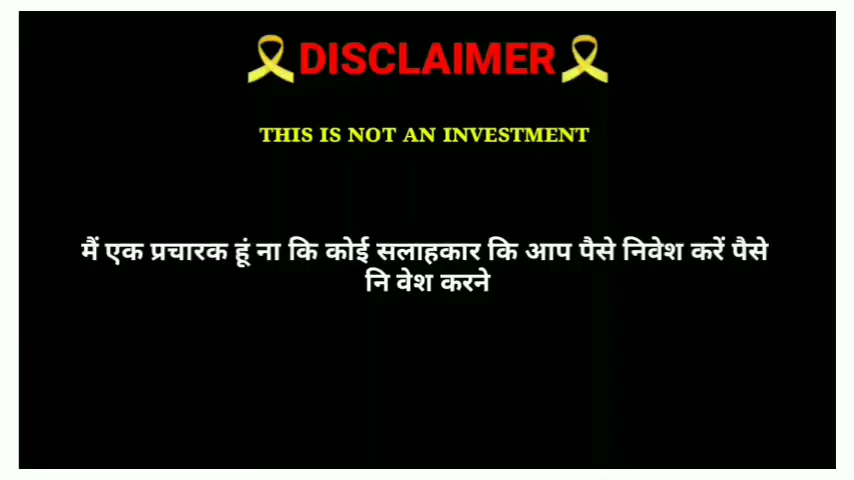 🎗DISCLAIMER🎗
THIS IS NOT AN INVESTMENT
मैं एक प्रचारक हूं ना कि कोई सलाहकार कि आप पैसे निवेश करें पैसे
नि वेश करने